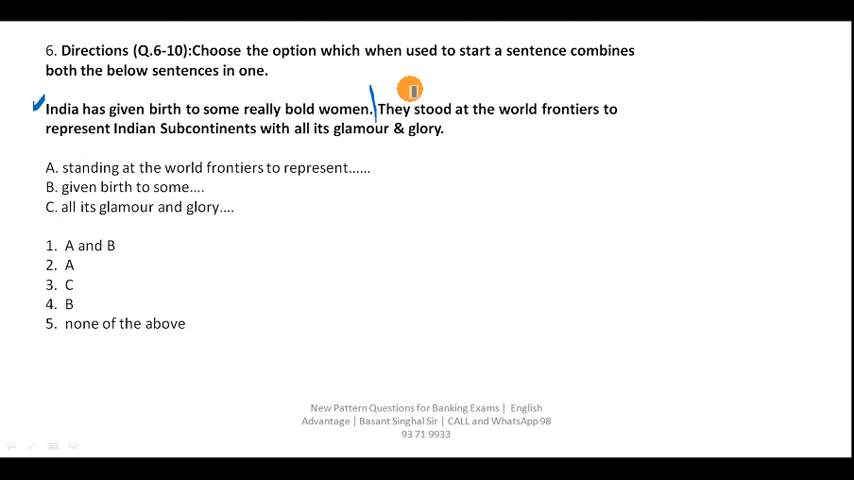 6. Directions (Q.6-10):Choose the option which when used to start a sentence combines
both the below sentences in one.
India has given birth to some really bold women. They stood at the world frontiers to
represent Indian Subcontinents with all its glamour & glory.
A. standing at the world frontiers to represent......
B. given birth to some....
C. all its glamour and glory....
1. A and B
2. A
3. C
4. B
5. none of the above
New Pattern Questions for Banking Exams | English
Advantage | Basant Singhal Sir | CALL and WhatsApp 98
93 71 9933